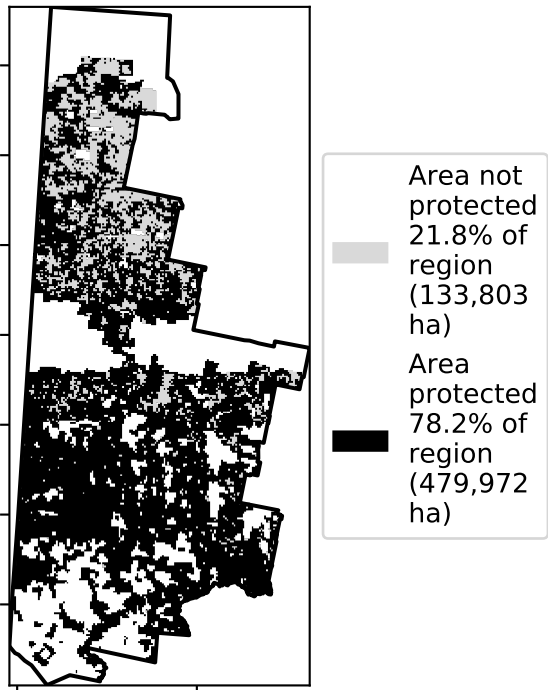 Area not
protected
21.8% of
region
(133,803
ha)
Area
protected
78.2% of
region
(479,972
ha)